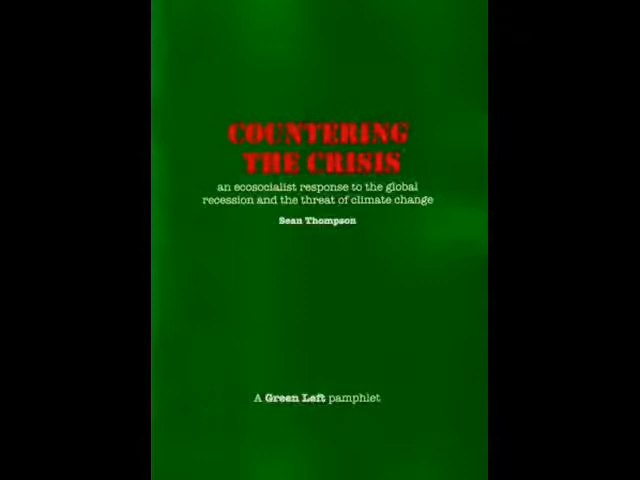 COUNTERING
THE CRISIS
an ecosocialist response to the global
recession and the threat of climate change
Sean Thompson
A Green Left pamphlet